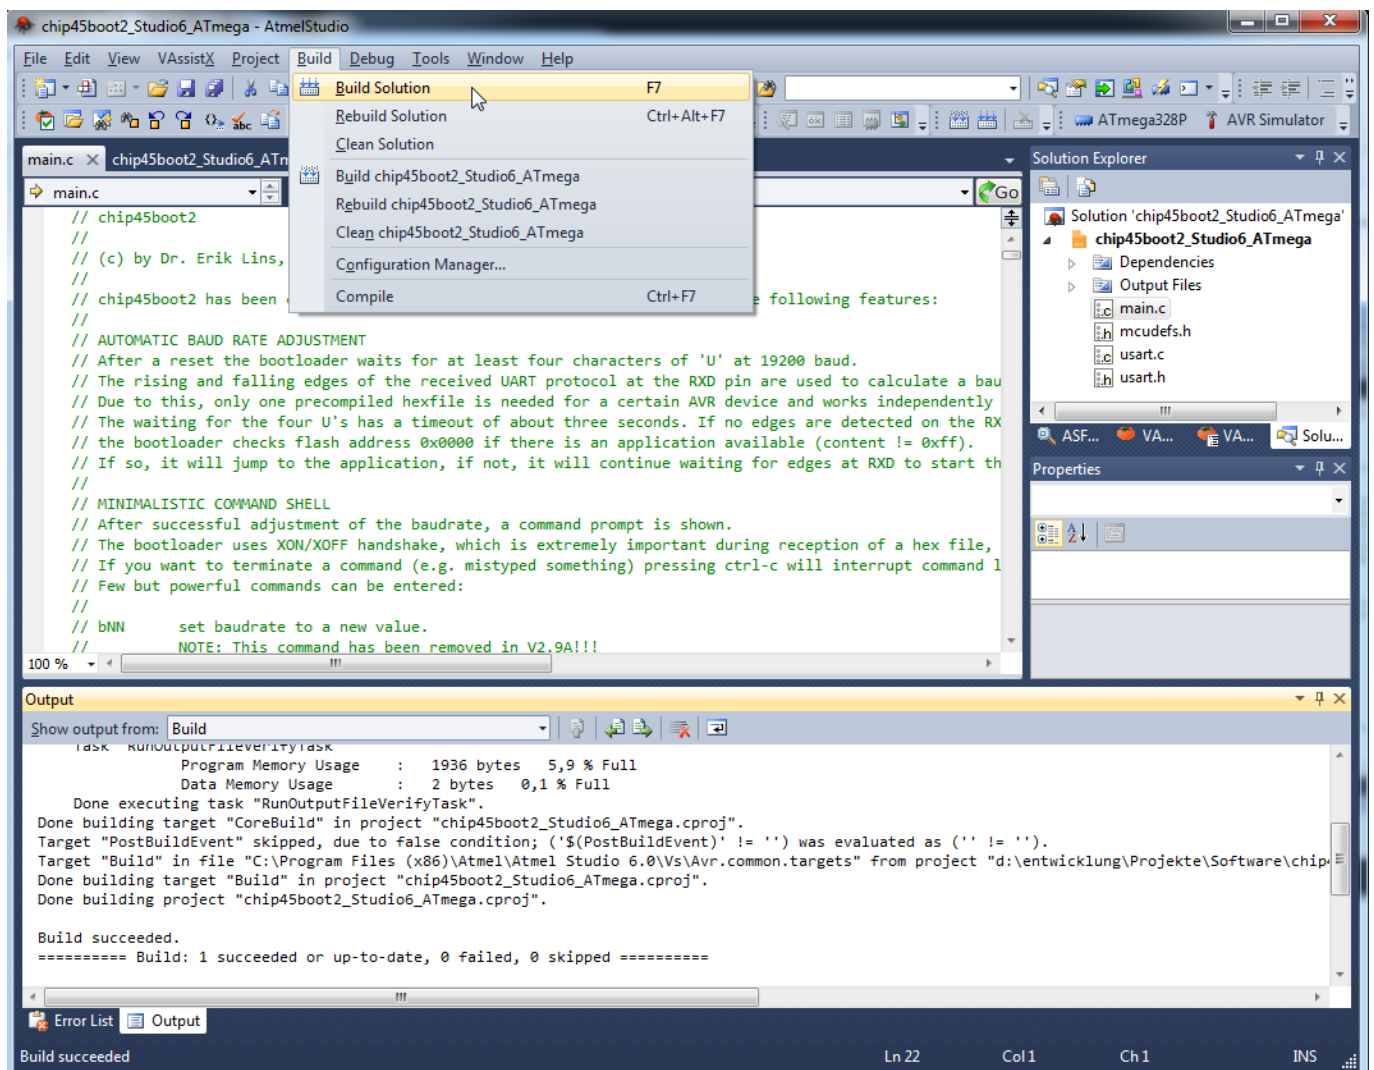 chip45boot2_Studio6_ATmega - AtmelStudio
File Edit View VAssistX Project Build Debug Tools Window Help
Build Solution F7
Rebuild Solution Ctrl+Alt+F7
Clean Solution
Build chip45boot2_Studio6_ATmega
Rebuild chip45boot2_Studio6_ATmega
Clean chip45boot2_Studio6_ATmega
Configuration Manager...
Compile Ctrl+F7
ATmega328P AVR Simulator
main.c chip45boot2_Studio6_ATm
main.c Go
// chip45boot2
//
// (c) by Dr. Erik Lins,
//
// chip45boot2 has been following features:
//
// AUTOMATIC BAUD RATE ADJUSTMENT
// After a reset the bootloader waits for at least four characters of 'U' at 19200 baud.
// The rising and falling edges of the received UART protocol at the RXD pin are used to calculate a bau
// Due to this, only one precompiled hexfile is needed for a certain AVR device and works independently
// The waiting for the four U's has a timeout of about three seconds. If no edges are detected on the RX
// the bootloader checks flash address 0x0000 if there is an application available (content != 0xff).
// If so, it will jump to the application, if not, it will continue waiting for edges at RXD to start th
//
// MINIMALISTIC COMMAND SHELL
// After successful adjustment of the baudrate, a command prompt is shown.
// The bootloader uses XON/XOFF handshake, which is extremely important during reception of a hex file,
// If you want to terminate a command (e.g. mistyped something) pressing ctrl-c will interrupt command l
// Few but powerful commands can be entered:
//
// bNN set baudrate to a new value.
// NOTE: This command has been removed in V2.9A!!!
100 %
Solution Explorer
Solution 'chip45boot2_Studio6_ATmega'
chip45boot2_Studio6_ATmega
Dependencies
Output Files
main.c
mcudefs.h
usart.c
usart.h
ASF... VA... VA... Solu...
Properties
Output
Show output from: Build
Task "RunOutputFileVerifyTask"
Program Memory Usage : 1936 bytes 5,9 % Full
Data Memory Usage : 2 bytes 0,1 % Full
Done executing task "RunOutputFileVerifyTask".
Done building target "CoreBuild" in project "chip45boot2_Studio6_ATmega.cproj".
Target "PostBuildEvent" skipped, due to false condition; ('$(PostBuildEvent)' != '') was evaluated as ('' != '').
Target "Build" in file "C:\Program Files (x86)\Atmel\Atmel Studio 6.0\Vs\Avr.common.targets" from project "d:\entwicklung\Projekte\Software\chip4
Done building target "Build" in project "chip45boot2_Studio6_ATmega.cproj".
Done building project "chip45boot2_Studio6_ATmega.cproj".
Build succeeded.
========== Build: 1 succeeded or up-to-date, 0 failed, 0 skipped ==========
Error List Output
Build succeeded Ln 22 Col 1 Ch 1 INS